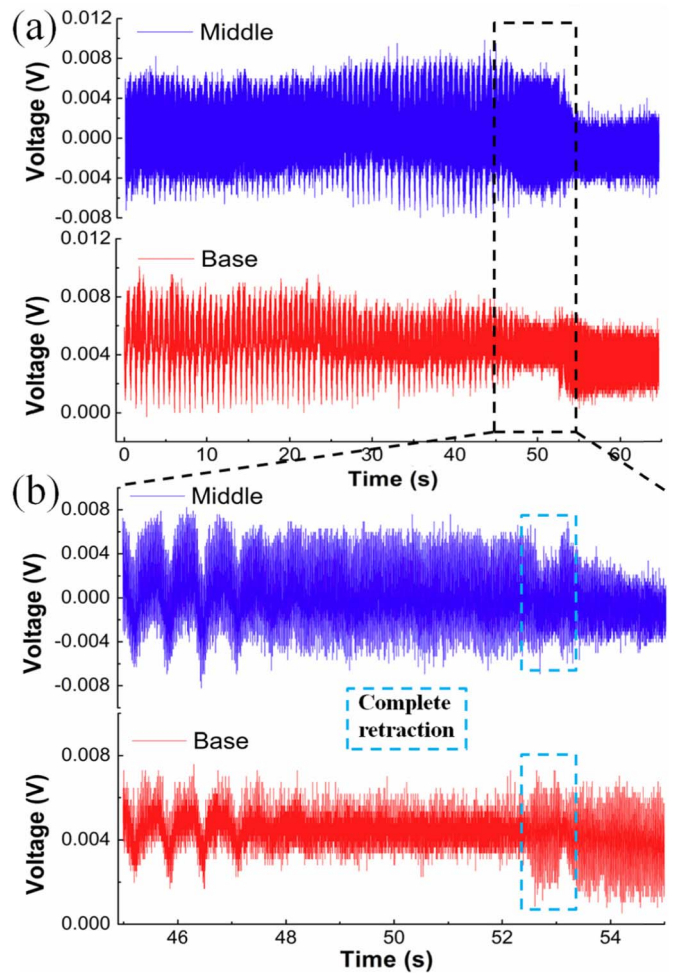 (a)
Middle
Voltage (V)
0.012
0.008
0.004
0.000
-0.004
-0.008
Base
Voltage (V)
0.012
0.008
0.004
0.000
0 10 20 30 40 50 60
Time (s)
(b)
Middle
Voltage (V)
0.008
0.004
0.000
-0.004
-0.008
Complete
retraction
Base
Voltage (V)
0.008
0.004
0.000
46 48 50 52 54
Time (s)